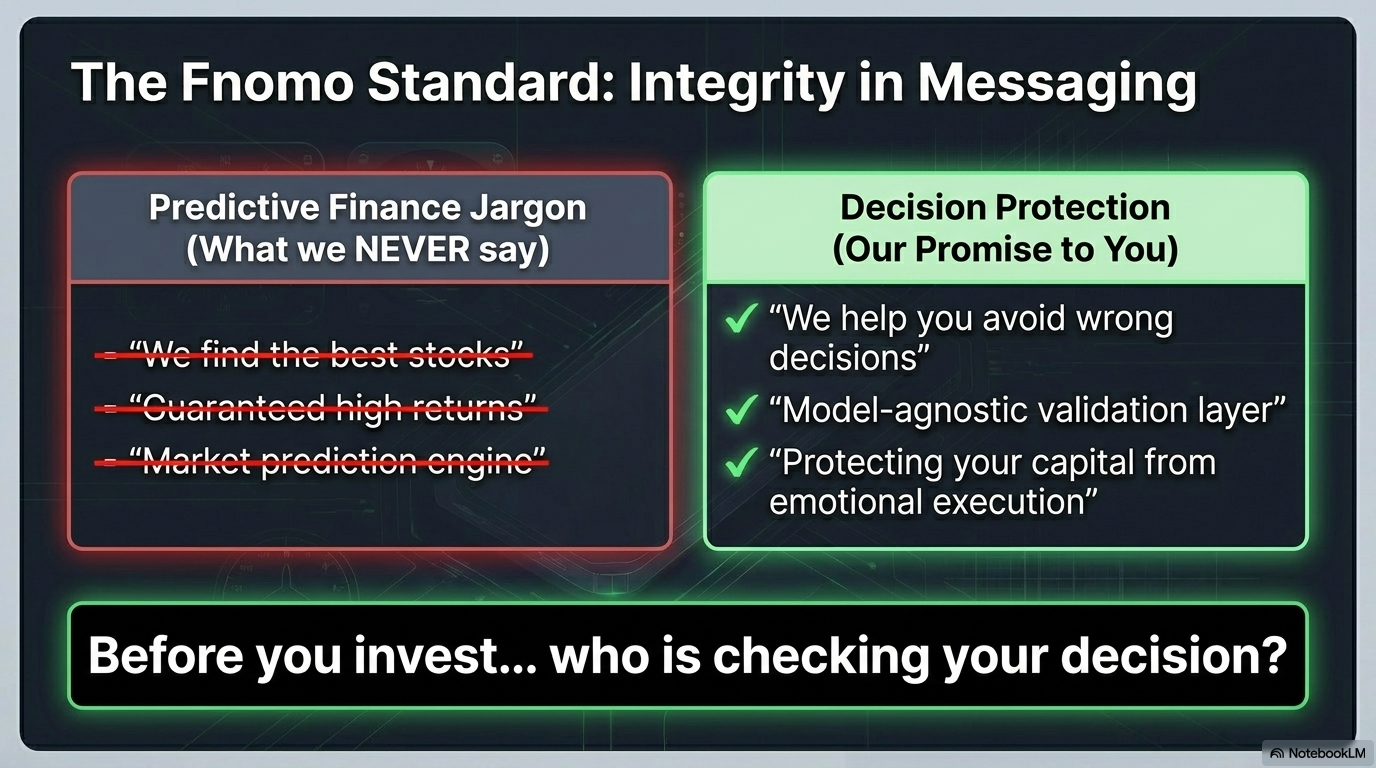 The Fnomo Standard: Integrity in Messaging
Predictive Finance Jargon
(What we NEVER say)
- “We find the best stocks”
- “Guaranteed high returns”
- “Market prediction engine”
Decision Protection
(Our Promise to You)
✓ “We help you avoid wrong
decisions”
✓ “Model-agnostic validation layer”
✓ “Protecting your capital from
emotional execution”
Before you invest... who is checking your decision?
NotebookLM